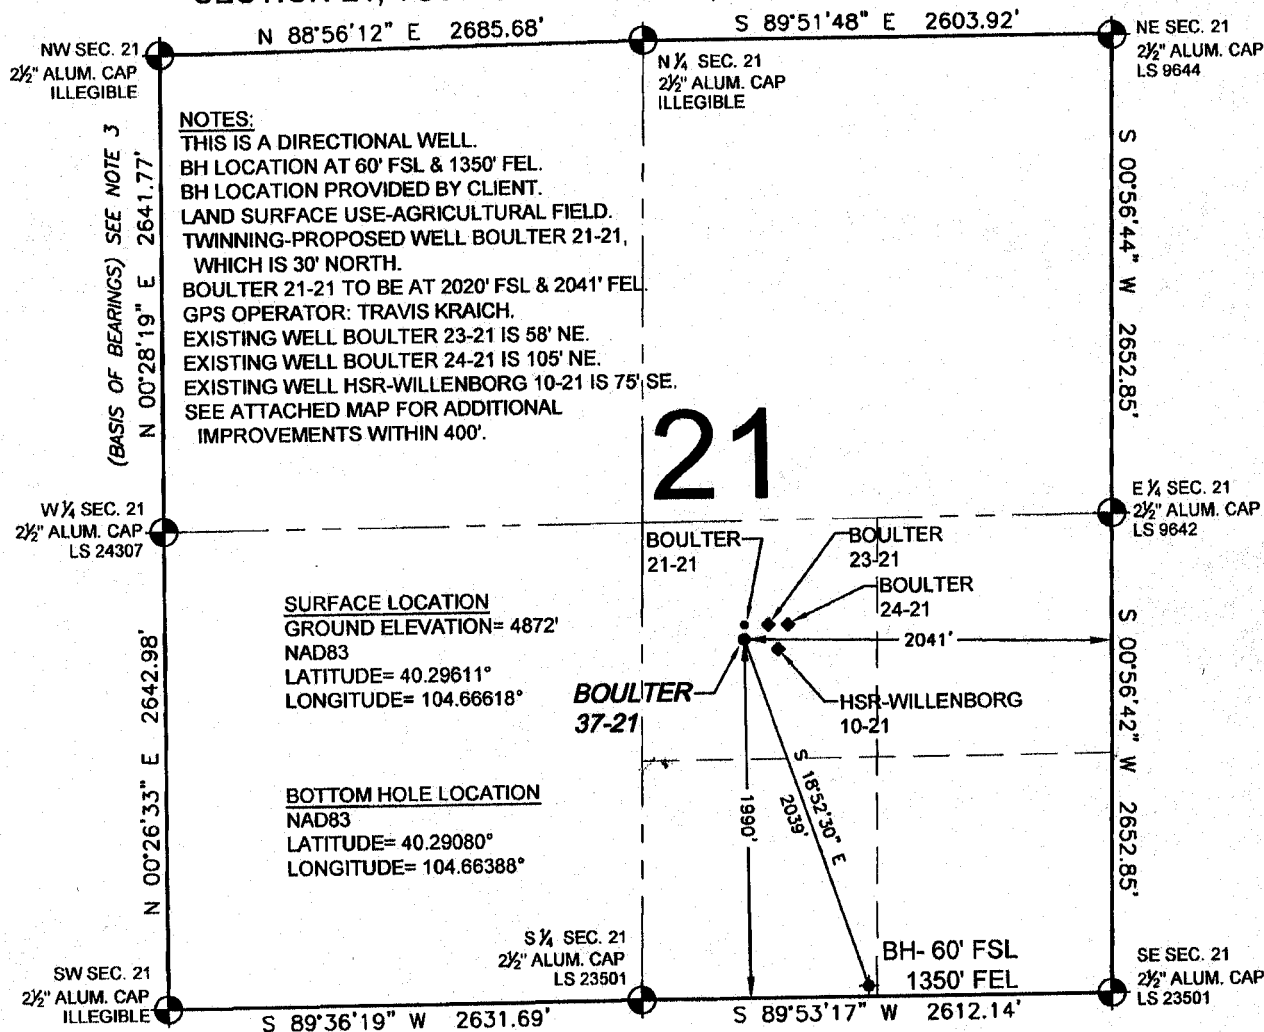 N 88°56'12" E 2685.68'
S 89°51'48" E 2603.92'
NW SEC. 21
2½" ALUM. CAP
ILLEGIBLE
N ¼ SEC. 21
2½" ALUM. CAP
ILLEGIBLE
NE SEC. 21
2½" ALUM. CAP
LS 9644
(BASIS OF BEARINGS) SEE NOTE 3
N 00°28'19" E 2641.77'
NOTES:
THIS IS A DIRECTIONAL WELL.
BH LOCATION AT 60' FSL & 1350' FEL.
BH LOCATION PROVIDED BY CLIENT.
LAND SURFACE USE-AGRICULTURAL FIELD.
TWINNING-PROPOSED WELL BOULTER 21-21,
WHICH IS 30' NORTH.
BOULTER 21-21 TO BE AT 2020' FSL & 2041' FEL.
GPS OPERATOR: TRAVIS KRAICH.
EXISTING WELL BOULTER 23-21 IS 58' NE.
EXISTING WELL BOULTER 24-21 IS 105' NE.
EXISTING WELL HSR-WILLENBORG 10-21 IS 75' SE.
SEE ATTACHED MAP FOR ADDITIONAL
IMPROVEMENTS WITHIN 400'.
S 00°56'44" W 2652.85'
21
W ¼ SEC. 21
2½" ALUM. CAP
LS 24307
E ¼ SEC. 21
2½" ALUM. CAP
LS 9642
BOULTER
21-21
BOULTER
23-21
BOULTER
24-21
2041'
BOULTER
37-21
HSR-WILLENBORG
10-21
SURFACE LOCATION
GROUND ELEVATION= 4872'
NAD83
LATITUDE= 40.29611°
LONGITUDE= 104.66618°
N 00°26'33" E 2642.98'
S 00°56'42" W 2652.85'
BOTTOM HOLE LOCATION
NAD83
LATITUDE= 40.29080°
LONGITUDE= 104.66388°
1990'
S 18°52'30" E
2039'
BH- 60' FSL
1350' FEL
SW SEC. 21
2½" ALUM. CAP
ILLEGIBLE
S ¼ SEC. 21
2½" ALUM. CAP
LS 23501
SE SEC. 21
2½" ALUM. CAP
LS 23501
S 89°36'19" W 2631.69'
S 89°53'17" W 2612.14'